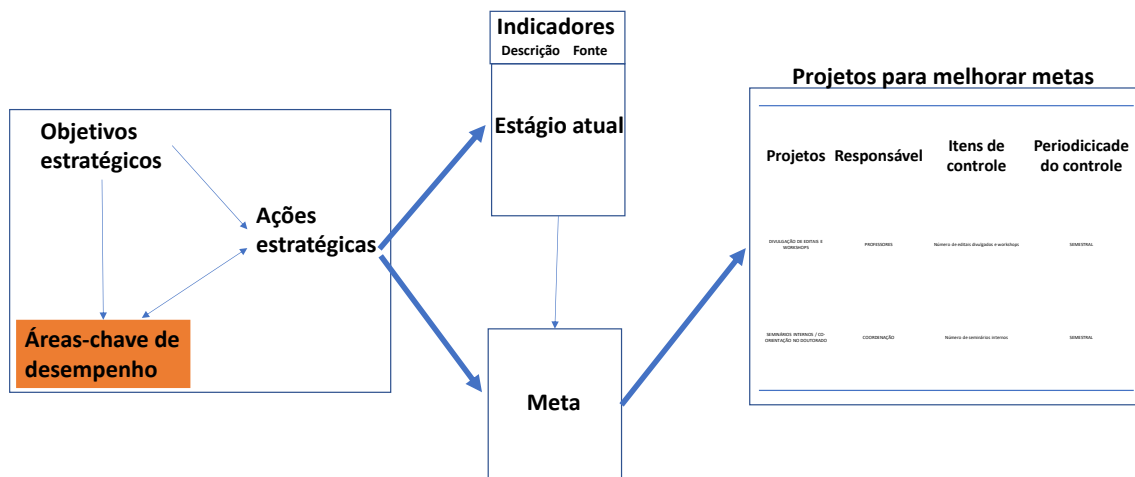 Objetivos
estratégicos
Ações
estratégicas
Áreas-chave de
desempenho
Indicadores
Descrição Fonte
Estágio atual
Meta
Projetos para melhorar metas
Projetos Responsável Itens de controle Periodicicade do controle
DIVULGAÇÃO DE EDITAIS E
WORKSHOPS
PROFESSORES
Número de editais divulgados e workshops
SEMESTRAL
SEMINÁRIOS INTERNOS / CO-
ORIENTAÇÃO NO DOUTORADO
COORDENAÇÃO
Número de seminários internos
SEMESTRAL